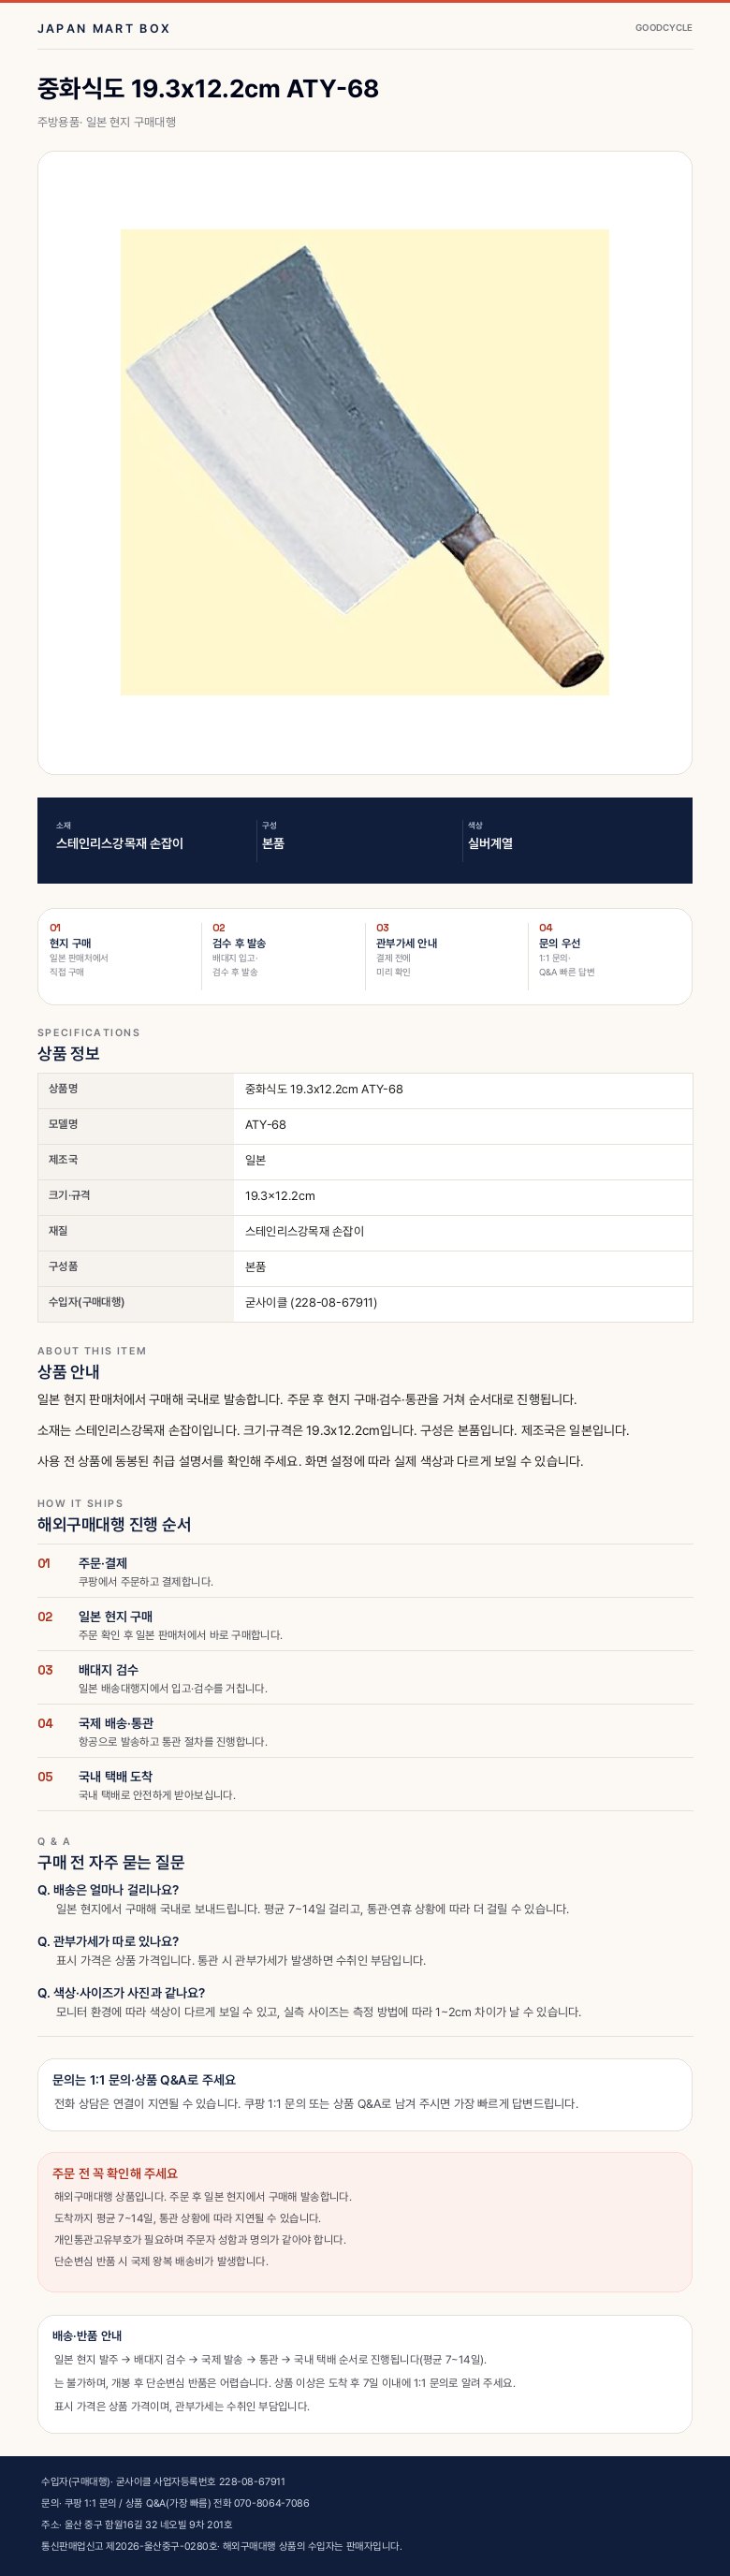 JAPAN MART BOX
GOODCYCLE
중화식도 19.3x12.2cm ATY-68
주방용품· 일본 현지 구매대행
소재
스테인리스강목재 손잡이
구성
본품
색상
실버계열
01
현지 구매
일본 판매처에서
직접 구매
02
검수 후 발송
배대지 입고·
검수 후 발송
03
관부가세 안내
결제 전에
미리 확인
04
문의 우선
1:1 문의·
Q&A 빠른 답변
SPECIFICATIONS
상품 정보
상품명 중화식도 19.3x12.2cm ATY-68
모델명 ATY-68
제조국 일본
크기·규격 19.3×12.2cm
재질 스테인리스강목재 손잡이
구성품 본품
수입자(구매대행) 굳사이클 (228-08-67911)
ABOUT THIS ITEM
상품 안내
일본 현지 판매처에서 구매해 국내로 발송합니다. 주문 후 현지 구매·검수·통관을 거쳐 순서대로 진행됩니다.
소재는 스테인리스강목재 손잡이입니다. 크기·규격은 19.3x12.2cm입니다. 구성은 본품입니다. 제조국은 일본입니다.
사용 전 상품에 동봉된 취급 설명서를 확인해 주세요. 화면 설정에 따라 실제 색상과 다르게 보일 수 있습니다.
HOW IT SHIPS
해외구매대행 진행 순서
01 주문·결제
쿠팡에서 주문하고 결제합니다.
02 일본 현지 구매
주문 확인 후 일본 판매처에서 바로 구매합니다.
03 배대지 검수
일본 배송대행지에서 입고·검수를 거칩니다.
04 국제 배송·통관
항공으로 발송하고 통관 절차를 진행합니다.
05 국내 택배 도착
국내 택배로 안전하게 받아보십니다.
Q & A
구매 전 자주 묻는 질문
Q. 배송은 얼마나 걸리나요?
일본 현지에서 구매해 국내로 보내드립니다. 평균 7~14일 걸리고, 통관·연휴 상황에 따라 더 걸릴 수 있습니다.
Q. 관부가세가 따로 있나요?
표시 가격은 상품 가격입니다. 통관 시 관부가세가 발생하면 수취인 부담입니다.
Q. 색상·사이즈가 사진과 같나요?
모니터 환경에 따라 색상이 다르게 보일 수 있고, 실측 사이즈는 측정 방법에 따라 1~2cm 차이가 날 수 있습니다.
문의는 1:1 문의·상품 Q&A로 주세요
전화 상담은 연결이 지연될 수 있습니다. 쿠팡 1:1 문의 또는 상품 Q&A로 남겨 주시면 가장 빠르게 답변드립니다.
주문 전 꼭 확인해 주세요
해외구매대행 상품입니다. 주문 후 일본 현지에서 구매해 발송합니다.
도착까지 평균 7~14일, 통관 상황에 따라 지연될 수 있습니다.
개인통관고유부호가 필요하며 주문자 성함과 명의가 같아야 합니다.
단순변심 반품 시 국제 왕복 배송비가 발생합니다.
배송·반품 안내
일본 현지 발주 → 배대지 검수 → 국제 발송 → 통관 → 국내 택배 순서로 진행됩니다(평균 7~14일).
는 불가하며, 개봉 후 단순변심 반품은 어렵습니다. 상품 이상은 도착 후 7일 이내에 1:1 문의로 알려 주세요.
표시 가격은 상품 가격이며, 관부가세는 수취인 부담입니다.
수입자(구매대행)· 굳사이클 사업자등록번호 228-08-67911
문의· 쿠팡 1:1 문의 / 상품 Q&A(가장 빠름) 전화 070-8064-7086
주소· 울산 중구 함월16길 32 네오빌 9차 201호
통신판매업신고 제2026-울산중구-0280호· 해외구매대행 상품의 수입자는 판매자입니다.